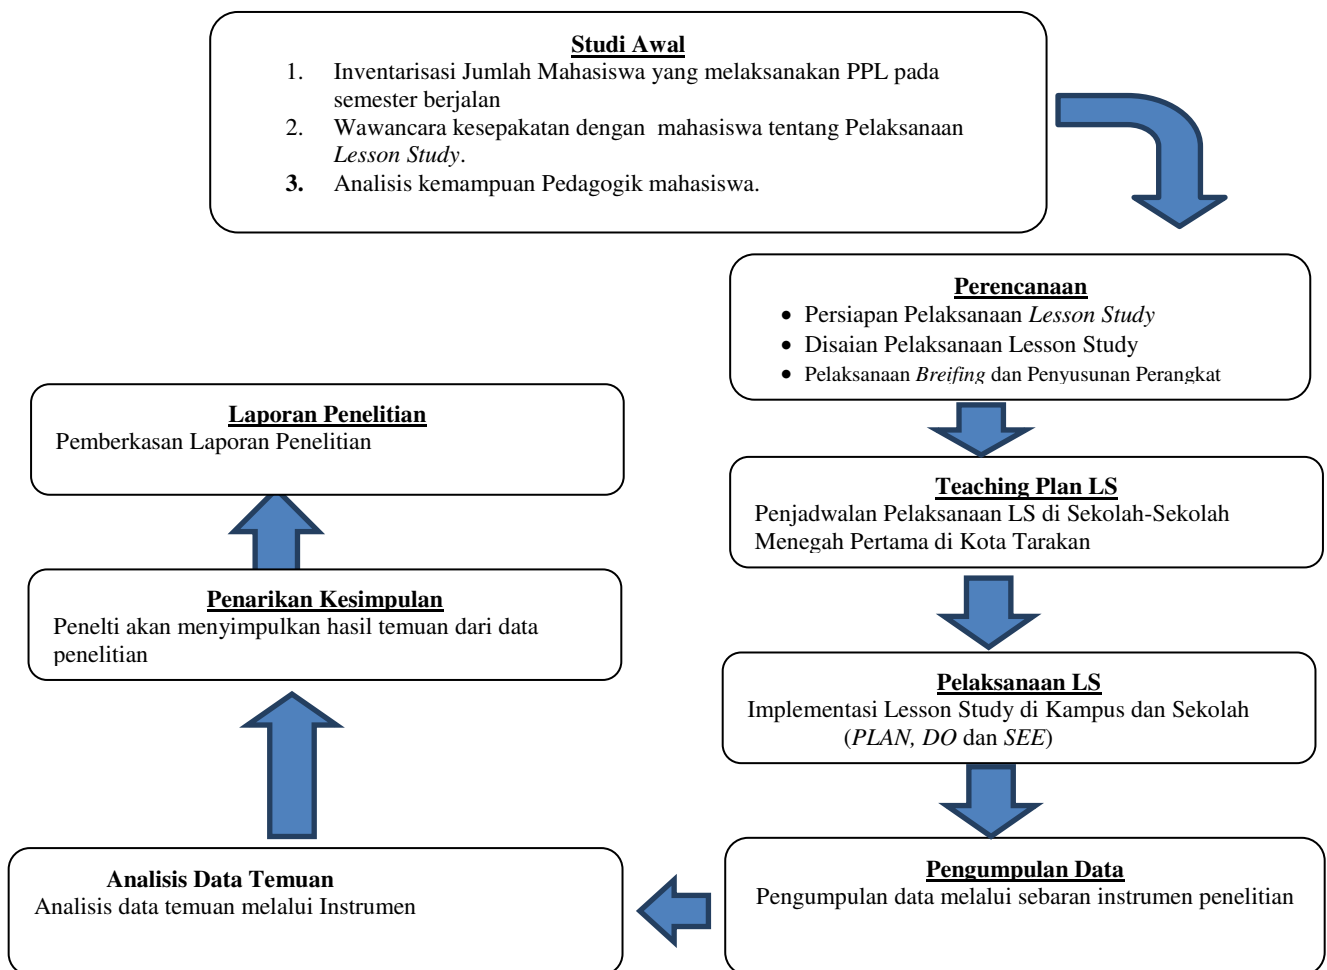 Studi Awal
1. Inventarisasi Jumlah Mahasiswa yang melaksanakan PPL pada
semester berjalan
2. Wawancara kesepakatan dengan mahasiswa tentang Pelaksanaan
Lesson Study.
3. Analisis kemampuan Pedagogik mahasiswa.
Perencanaan
• Persiapan Pelaksanaan Lesson Study
• Disaian Pelaksanaan Lesson Study
• Pelaksanaan Breifing dan Penyusunan Perangkat
Teaching Plan LS
Penjadwalan Pelaksanaan LS di Sekolah-Sekolah
Menegah Pertama di Kota Tarakan
Pelaksanaan LS
Implementasi Lesson Study di Kampus dan Sekolah
(PLAN, DO dan SEE)
Pengumpulan Data
Pengumpulan data melalui sebaran instrumen penelitian
Analisis Data Temuan
Analisis data temuan melalui Instrumen
Penarikan Kesimpulan
Penelti akan menyimpulkan hasil temuan dari data
penelitian
Laporan Penelitian
Pemberkasan Laporan Penelitian